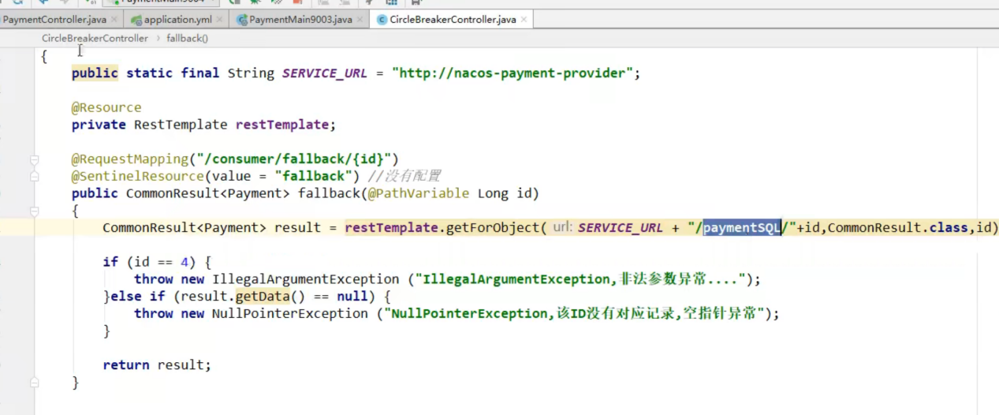 PaymentController.java × application.yml × PaymentMain9003.java × CircleBreakerController.java ×
CircleBreakerController › fallback()
{
public static final String SERVICE_URL = "http://nacos-payment-provider";
@Resource
private RestTemplate restTemplate;
@RequestMapping("/consumer/fallback/{id}")
@SentinelResource(value = "fallback") //没有配置
public CommonResult<Payment> fallback(@PathVariable Long id)
{
CommonResult<Payment> result = restTemplate.getForObject( url: SERVICE_URL + "/paymentSQL/"+id,CommonResult.class,id)
if (id == 4) {
throw new IllegalArgumentException ("IllegalArgumentException,非法参数异常....");
}else if (result.getData() == null) {
throw new NullPointerException ("NullPointerException,该ID没有对应记录,空指针异常");
}
return result;
}